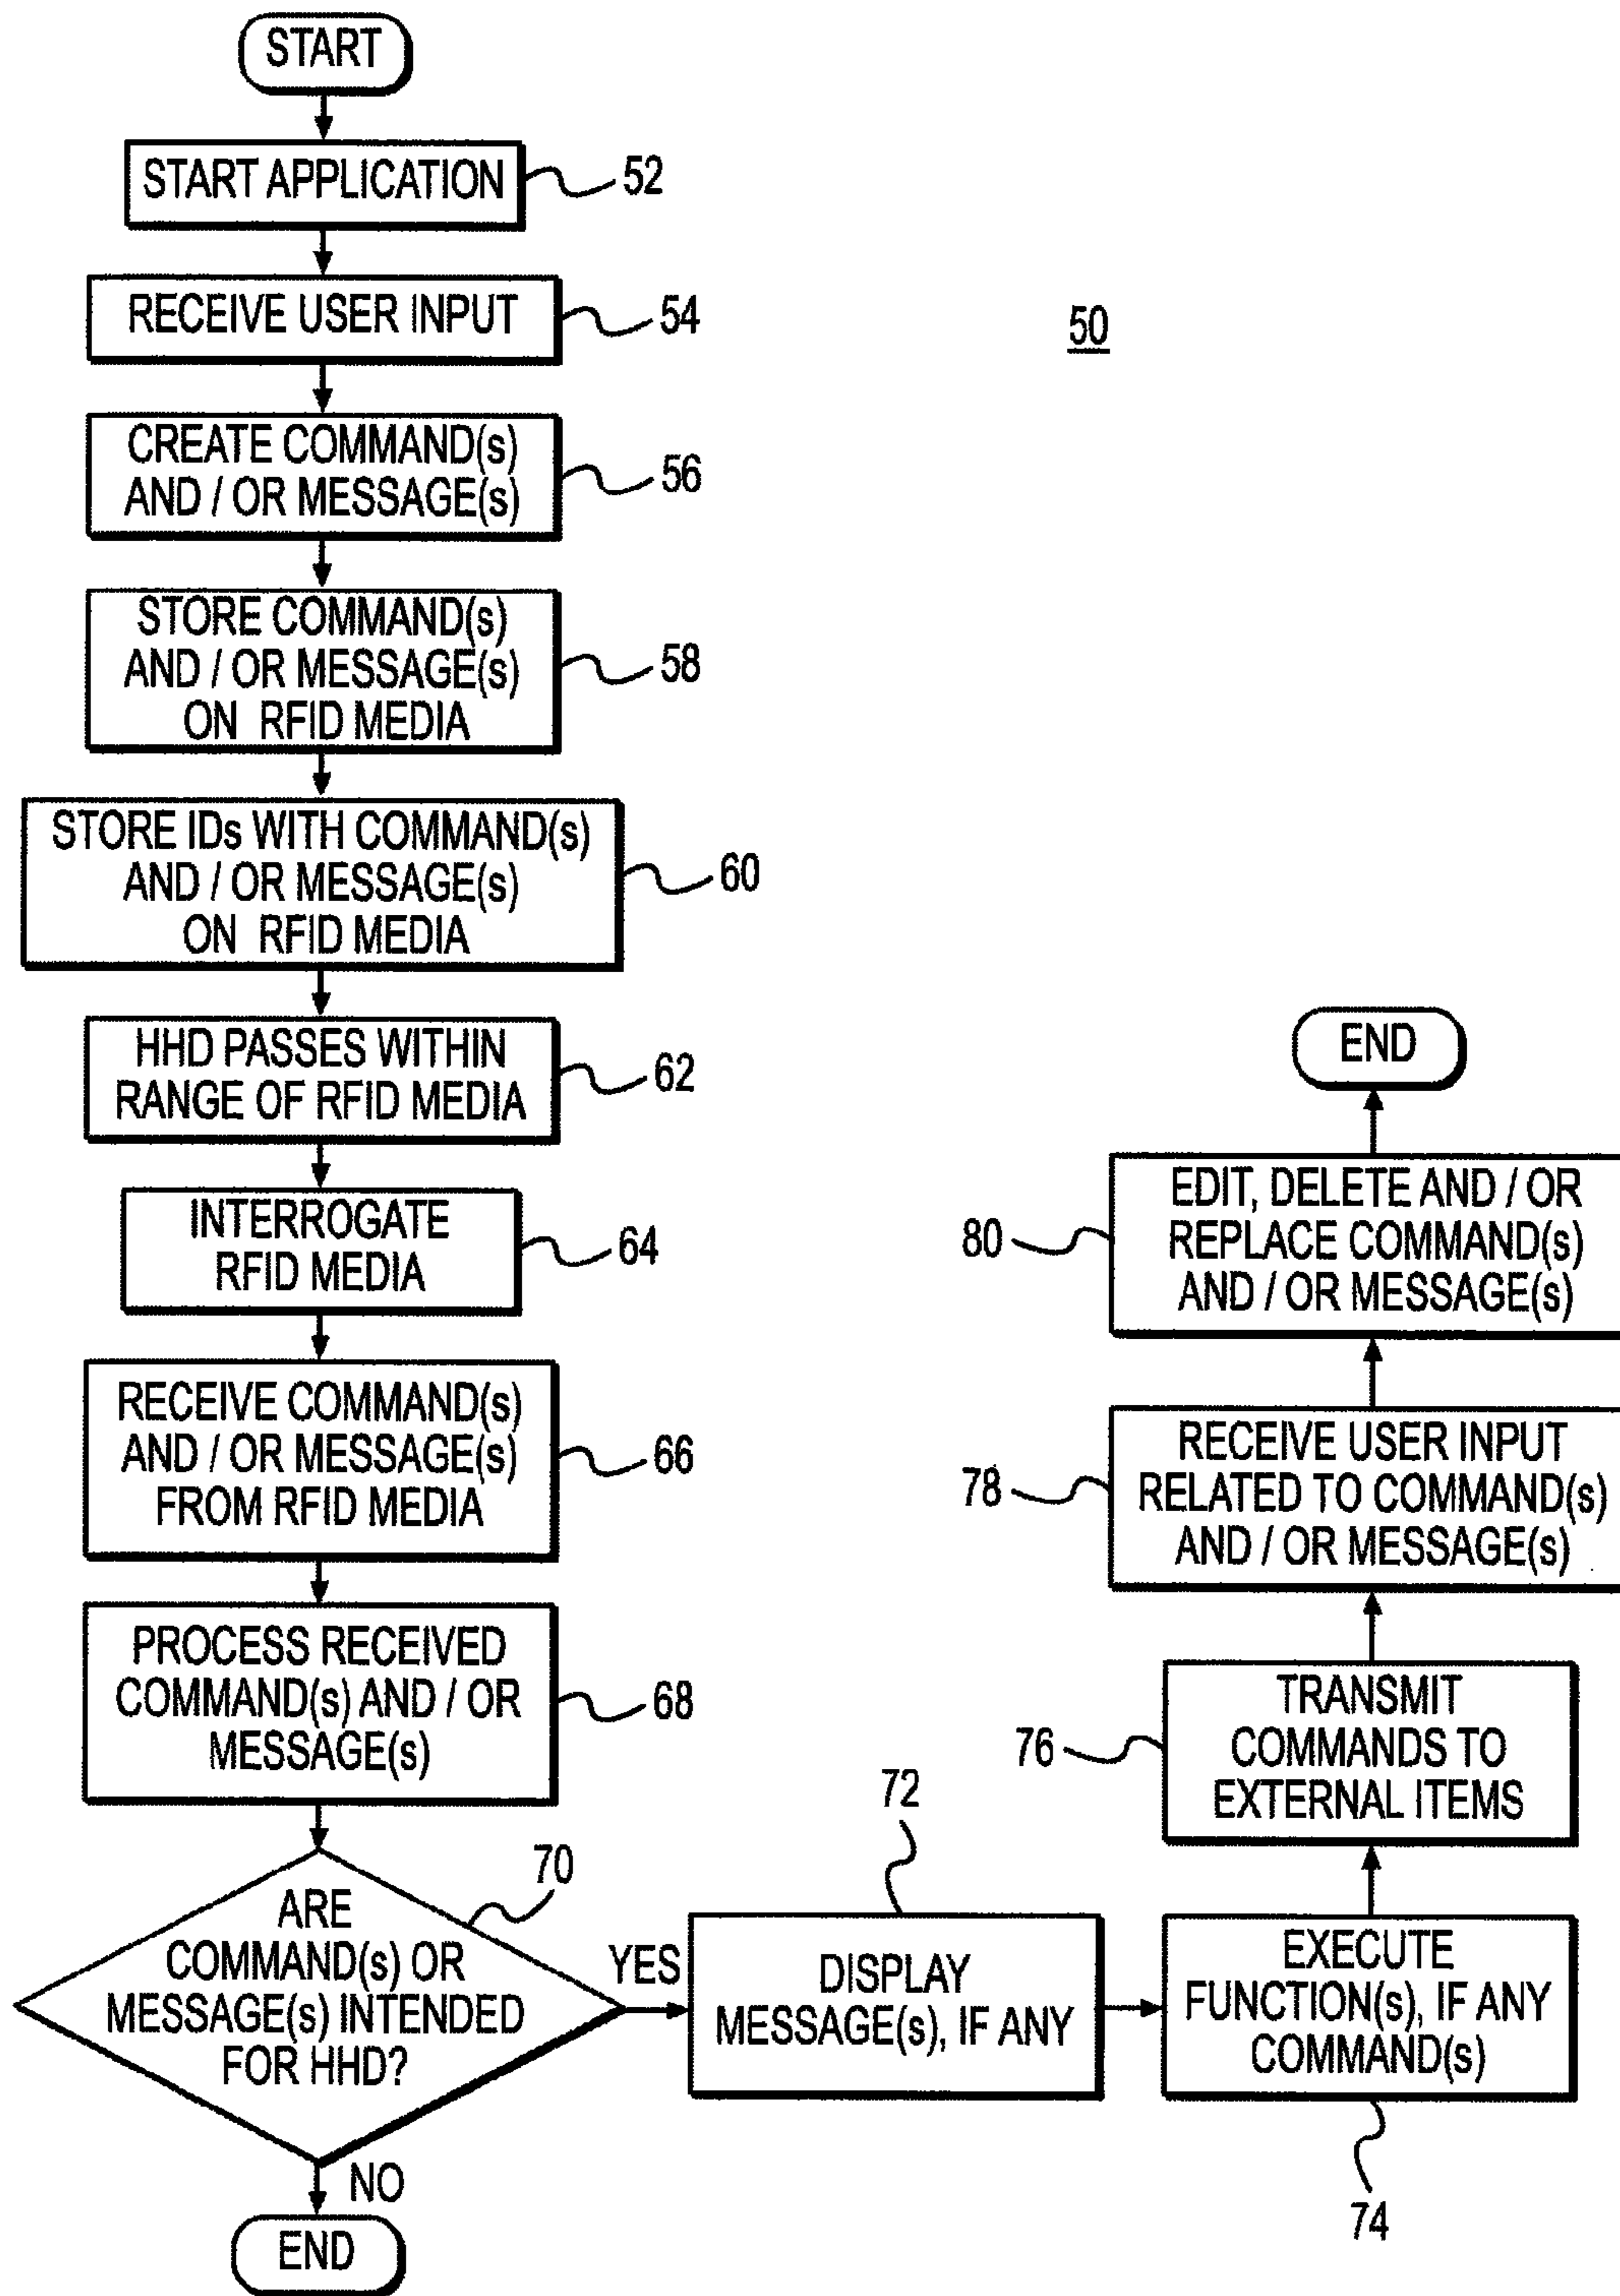 START
START APPLICATION
52
RECEIVE USER INPUT
54
50
CREATE COMMAND(s)
AND / OR MESSAGE(s)
56
STORE COMMAND(s)
AND / OR MESSAGE(s)
ON RFID MEDIA
58
STORE IDs WITH COMMAND(s)
AND / OR MESSAGE(s)
ON RFID MEDIA
60
HHD PASSES WITHIN
RANGE OF RFID MEDIA
62
INTERROGATE
RFID MEDIA
64
RECEIVE COMMAND(s)
AND / OR MESSAGE(s)
FROM RFID MEDIA
66
PROCESS RECEIVED
COMMAND(s) AND / OR
MESSAGE(s)
68
ARE
COMMAND(s) OR
MESSAGE(s) INTENDED
FOR HHD?
70
YES
NO
END
72
DISPLAY
MESSAGE(s), IF ANY
EXECUTE
FUNCTION(s), IF ANY
COMMAND(s)
74
TRANSMIT
COMMANDS TO
EXTERNAL ITEMS
76
RECEIVE USER INPUT
RELATED TO COMMAND(s)
AND / OR MESSAGE(s)
78
EDIT, DELETE AND / OR
REPLACE COMMAND(s)
AND / OR MESSAGE(s)
80
END